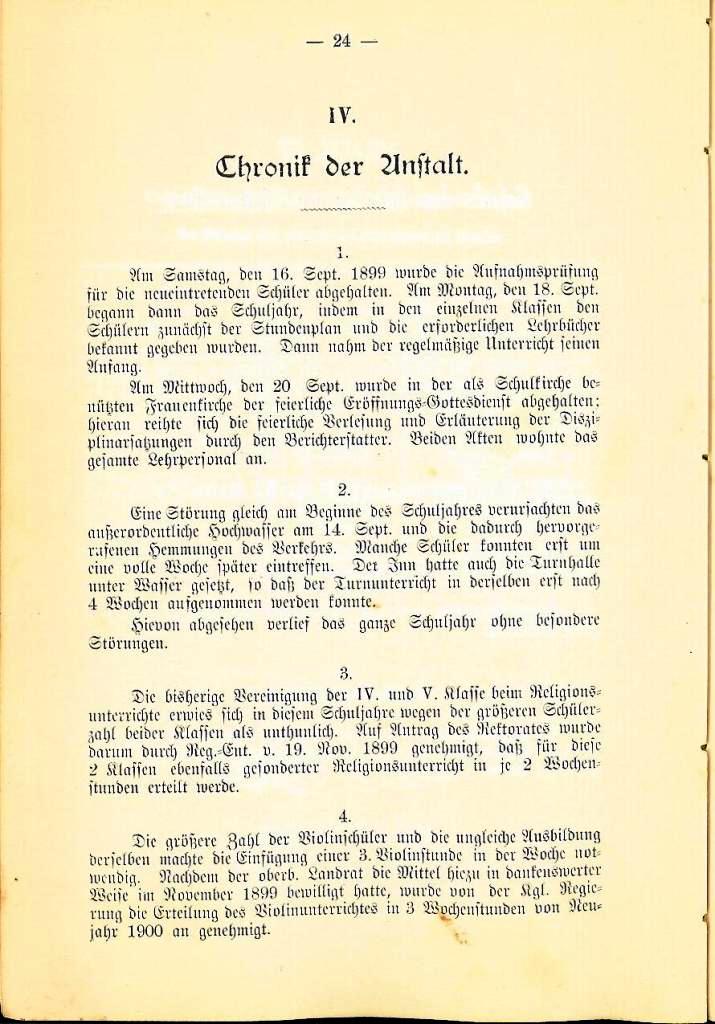 — 24 —
IV.
Chronik der Anstalt.
1.
Am Samstag, den 16. Sept. 1899 wurde die Aufnahmsprüfung
für die neueintretenden Schüler abgehalten. Am Montag, den 18. Sept.
begann dann das Schuljahr, indem in den einzelnen Klassen den
Schülern zunächst der Stundenplan und die erforderlichen Lehrbücher
bekannt gegeben wurden. Dann nahm der regelmäßige Unterricht seinen
Anfang.
Am Mittwoch, den 20 Sept. wurde in der als Schulkirche be-
nützten Frauenkirche der feierliche Eröffnungs-Gottesdienst abgehalten;
hieran reihte sich die feierliche Verlesung und Erläuterung der Diszi-
plinarsatzungen durch den Berichterstatter. Beiden Akten wohnte das
gesamte Lehrpersonal an.
2.
Eine Störung gleich am Beginne des Schuljahres verursachten das
außerordentliche Hochwasser am 14. Sept. und die dadurch hervorge-
rufenen Hemmungen des Verkehrs. Manche Schüler konnten erst um
eine volle Woche später eintreffen. Der Inn hatte auch die Turnhalle
unter Wasser gesetzt, so daß der Turnunterricht in derselben erst nach
4 Wochen aufgenommen werden konnte.
Hievon abgesehen verlief das ganze Schuljahr ohne besondere
Störungen.
3.
Die bisherige Vereinigung der IV. und V. Klasse beim Religions-
unterrichte erwies sich in diesem Schuljahre wegen der größeren Schüler-
zahl beider Klassen als unthunlich. Auf Antrag des Rektorates wurde
darum durch Reg.-Ent. v. 19. Nov. 1899 genehmigt, daß für diese
2 Klassen ebenfalls gesonderter Religionsunterricht in je 2 Wochen-
stunden erteilt werde.
4.
Die größere Zahl der Violinschüler und die ungleiche Ausbildung
derselben machte die Einfügung einer 3. Violinstunde in der Woche not-
wendig. Nachdem der oberb. Landrat die Mittel hiezu in dankenswerter
Weise im November 1899 bewilligt hatte, wurde von der Kgl. Regie-
rung die Erteilung des Violinunterrichtes in 3 Wochenstunden von Neu-
jahr 1900 an genehmigt.